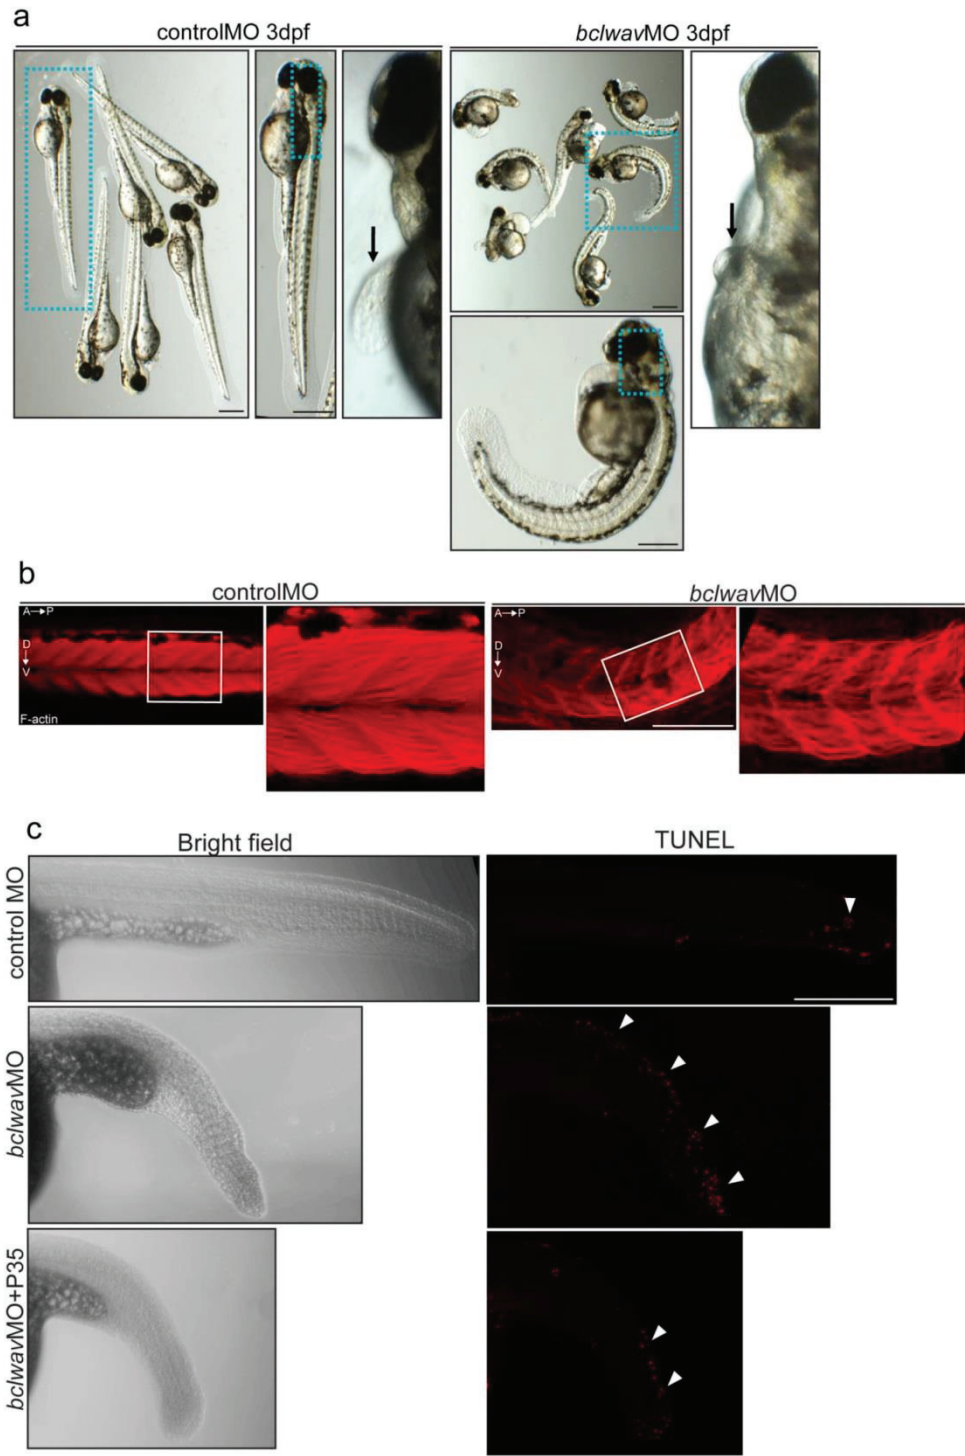 a
controlMO 3dpf
bclwavMO 3dpf
b
controlMO
bclwavMO
A→P
D
↓
V
F-actin
A→P
D
↓
V
c
Bright field
TUNEL
control MO
bclwavMO
bclwavMO+P35